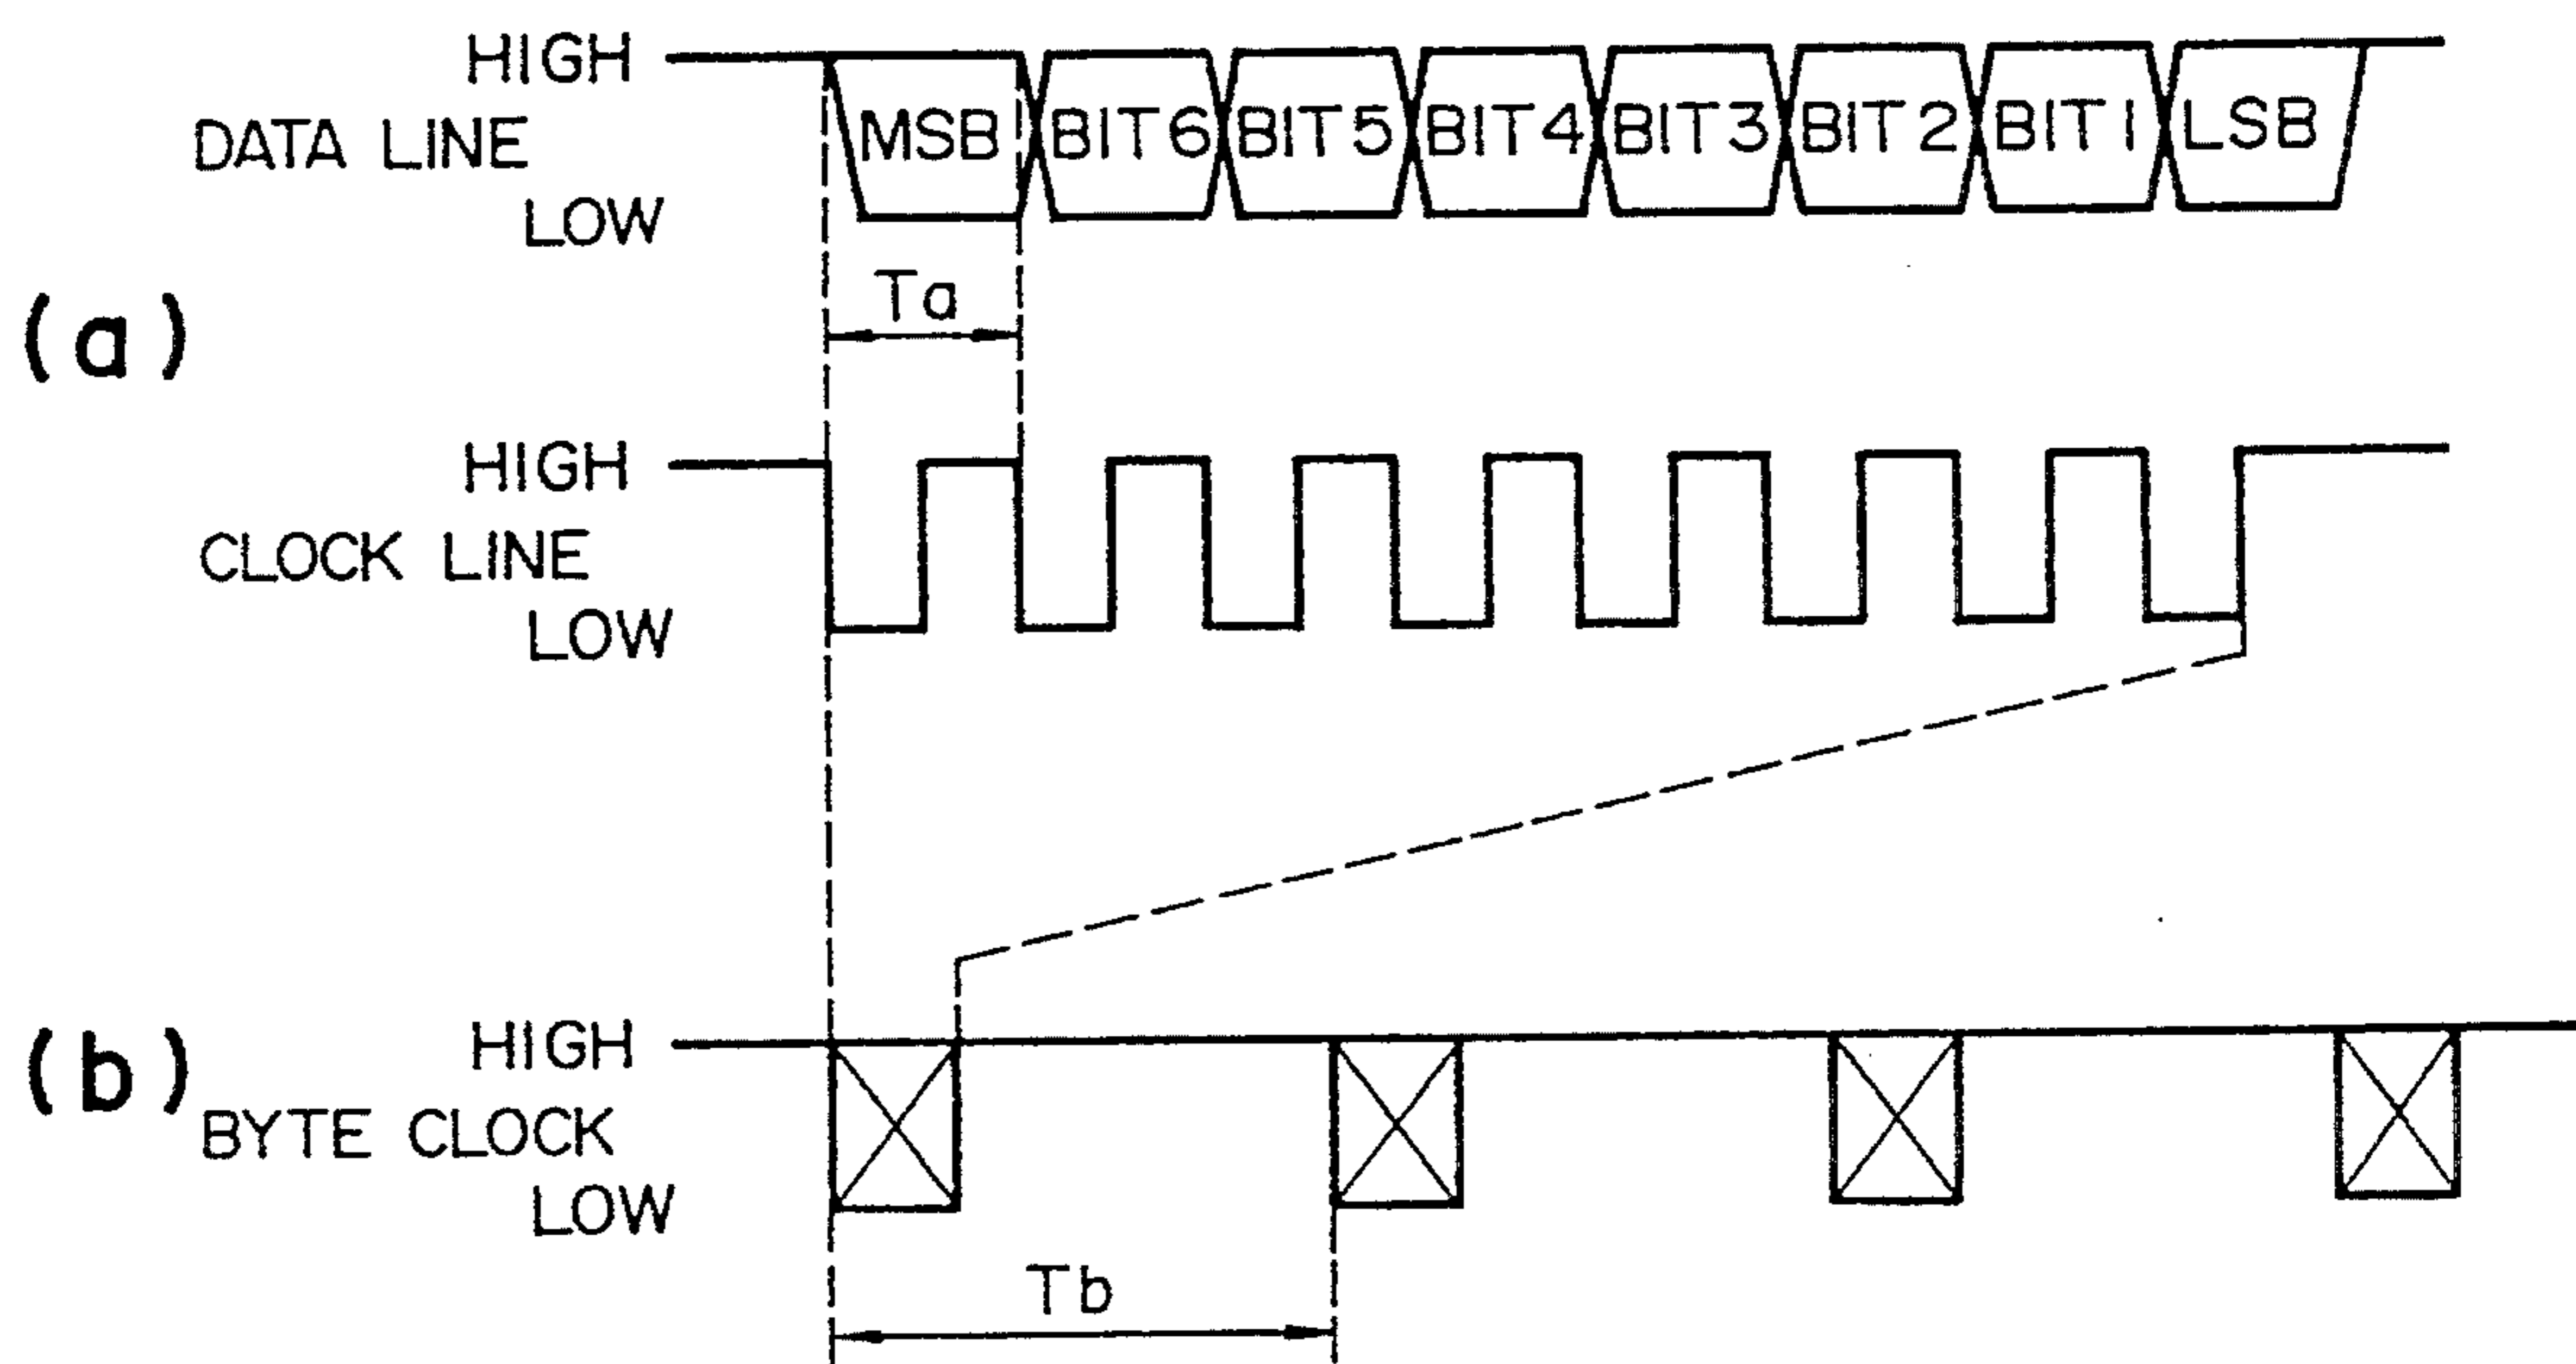 HIGH
DATA LINE
LOW
MSB BIT6 BIT5 BIT4 BIT3 BIT2 BIT1 LSB
Ta
(a)
HIGH
CLOCK LINE
LOW
(b)
HIGH
BYTE CLOCK
LOW
Tb